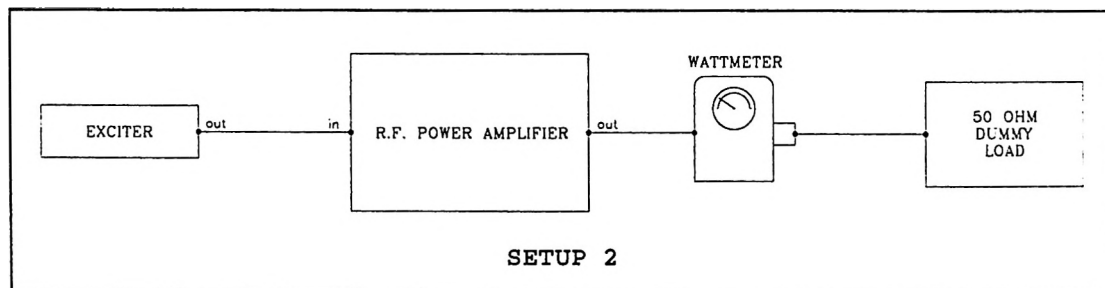 WATTMETER
EXCITER
out
in
R.F. POWER AMPLIFIER
out
50 OHM
DUMMY
LOAD
SETUP 2